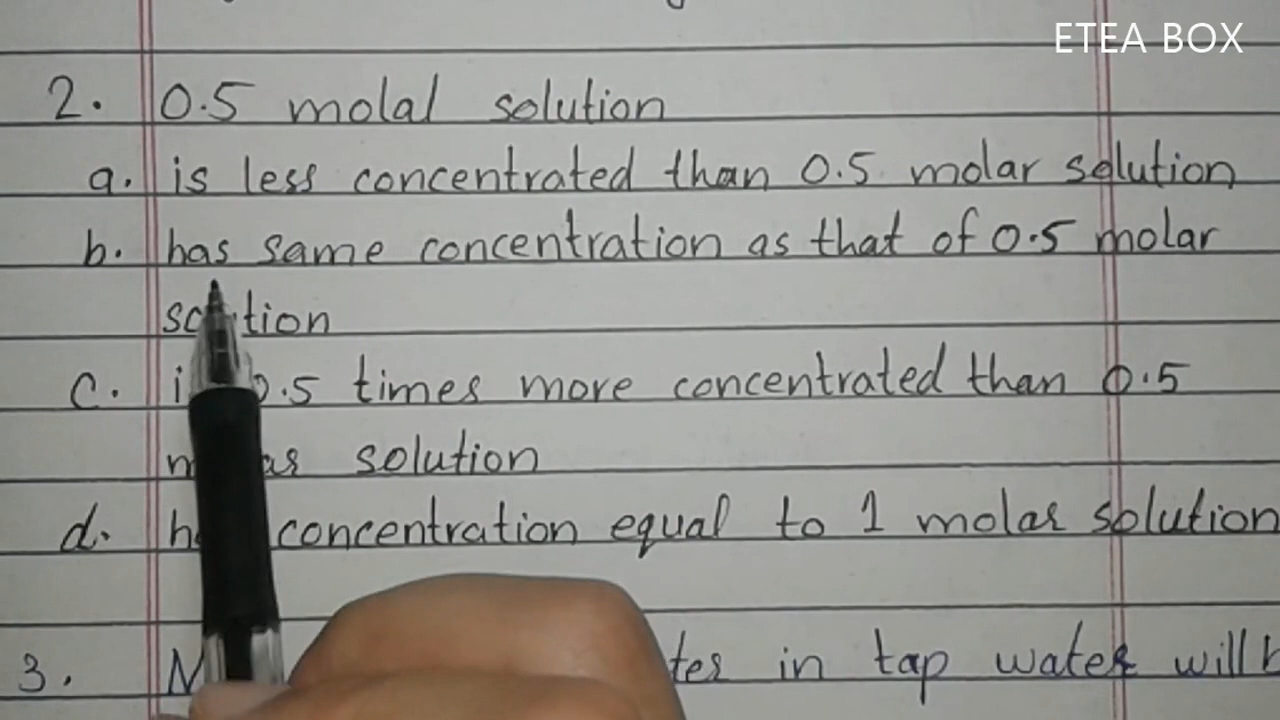 ETEA BOX
2. 0.5 molal solution
a. is less concentrated than 0.5 molar solution
b. has same concentration as that of 0.5 molar
solution
c. 0.5 times more concentrated than 0.5
solution
d. concentration equal to 1 molar solution
3. in tap water will